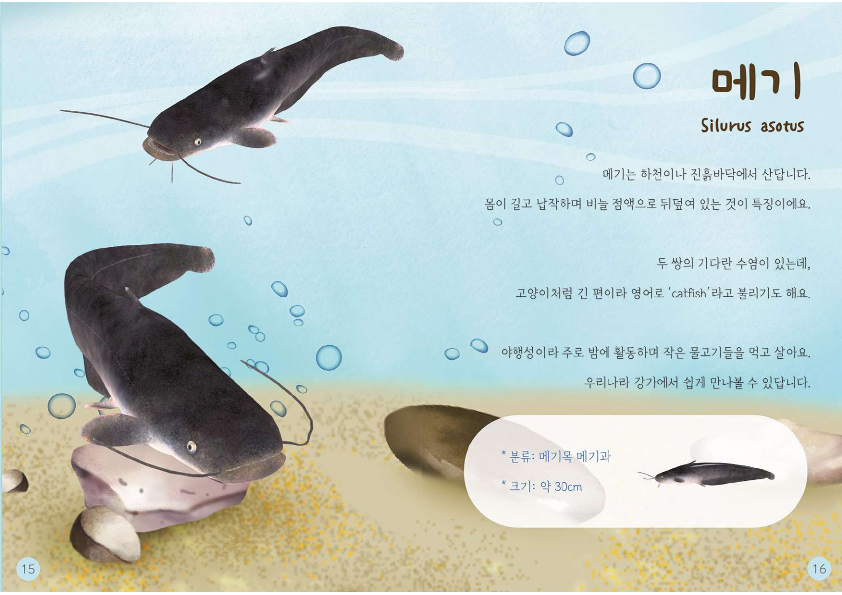 메기
Silurus asotus
메기는 하천이나 진흙바닥에서 산답니다.
몸이 길고 납작하며 비늘 점액으로 뒤덮여 있는 것이 특징이에요.
두 쌍의 기다란 수염이 있는데,
고양이처럼 긴 편이라 영어로 'catfish'라고 불리기도 해요.
야행성이라 주로 밤에 활동하며 작은 물고기들을 먹고 살아요.
우리나라 강가에서 쉽게 만나볼 수 있답니다.
* 분류: 메기목 메기과
* 크기: 약 30cm
15
16